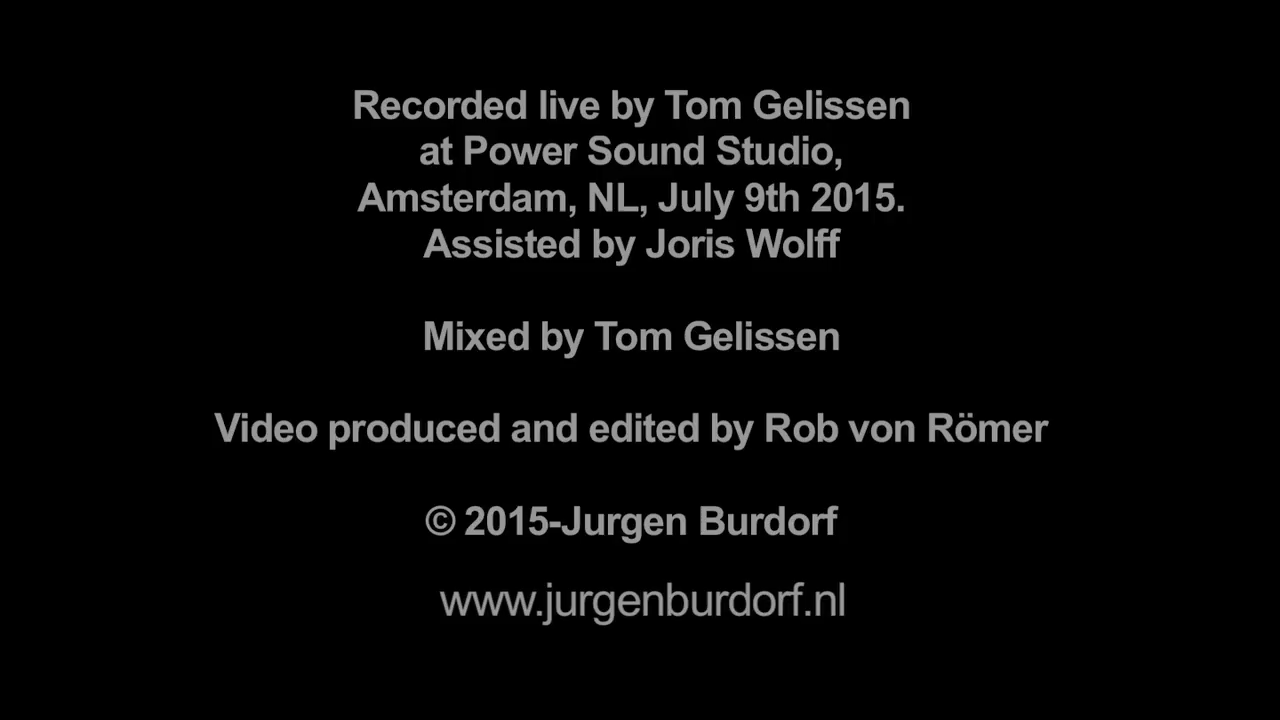 Recorded live by Tom Gelissen
at Power Sound Studio,
Amsterdam, NL, July 9th 2015.
Assisted by Joris Wolff
Mixed by Tom Gelissen
Video produced and edited by Rob von Römer
© 2015-Jurgen Burdorf
www.jurgenburdorf.nl